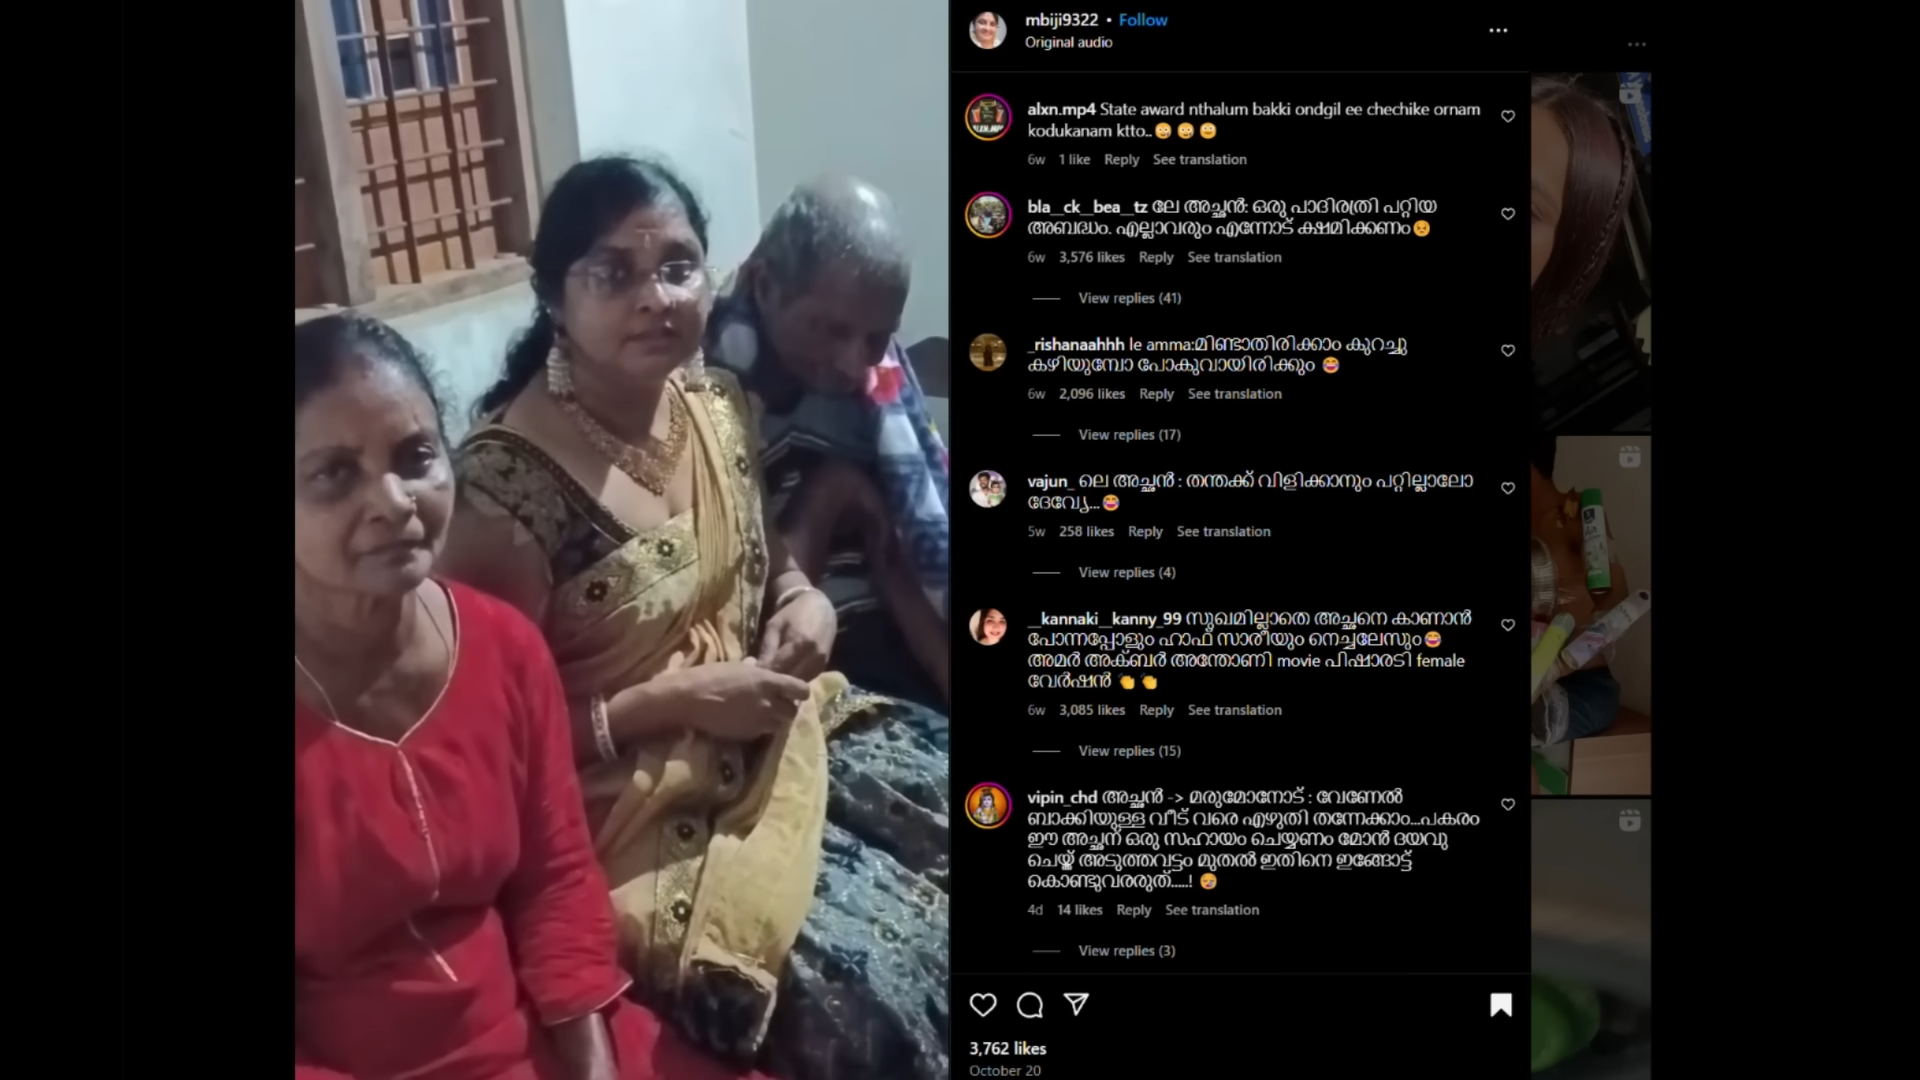 mbiji9322 • Follow
Original audio
alxn.mp4 State award nthalum bakki ondgil ee chechike ornam
kodukanam ktto..😳😳😀
6w 1 like Reply See translation
bla__ck__bea__tz ലേ അച്ഛൻ: ഒരു പാദിരത്രി പറ്റിയ
അബദ്ധം. എല്ലാവരും എന്നോട് ക്ഷമിക്കണം😣
6w 3,576 likes Reply See translation
View replies (41)
_rishanaahhh le amma:മിണ്ടാതിരിക്കാം കുറച്ചു
കഴിയുമ്പോ പോകുവായിരിക്കും 😂
6w 2,096 likes Reply See translation
View replies (17)
vajun_ ലെ അച്ഛൻ : തന്തക്ക് വിളിക്കാനും പറ്റില്ലാലോ
ദേവ്യേ...😂
5w 258 likes Reply See translation
View replies (4)
__kannaki__kanny_99 സുഖമില്ലാതെ അച്ഛനെ കാണാൻ
പോന്നപ്പോളും ഹാഫ് സാരീയും നെച്ചലേസും😂
അമർ അക്ബർ അന്തോണി movie പിഷാരടി female
വേർഷൻ 👏👏
6w 3,085 likes Reply See translation
View replies (15)
vipin_chd അച്ഛൻ -> മരുമോനോട് : വേണേൽ
ബാക്കിയുള്ള വീട് വരെ എഴുതി തന്നേക്കാം...പകരം
ഈ അച്ഛന് ഒരു സഹായം ചെയ്യണം മോൻ ദയവു
ചെയ്ത് അടുത്തവട്ടം മുതൽ ഇതിനെ ഇങ്ങോട്ട്
കൊണ്ടുവരരുത്.....! 😪
4d 14 likes Reply See translation
View replies (3)
3,762 likes
October 20